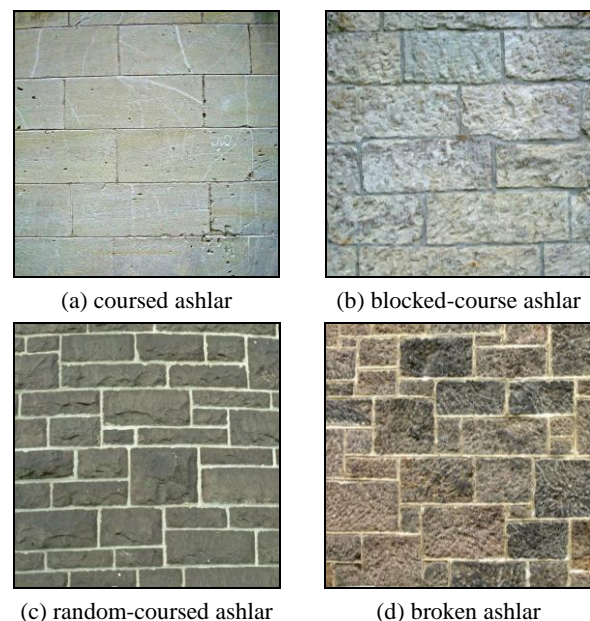 (a) coursed ashlar
(b) blocked-course ashlar
(c) random-coursed ashlar
(d) broken ashlar